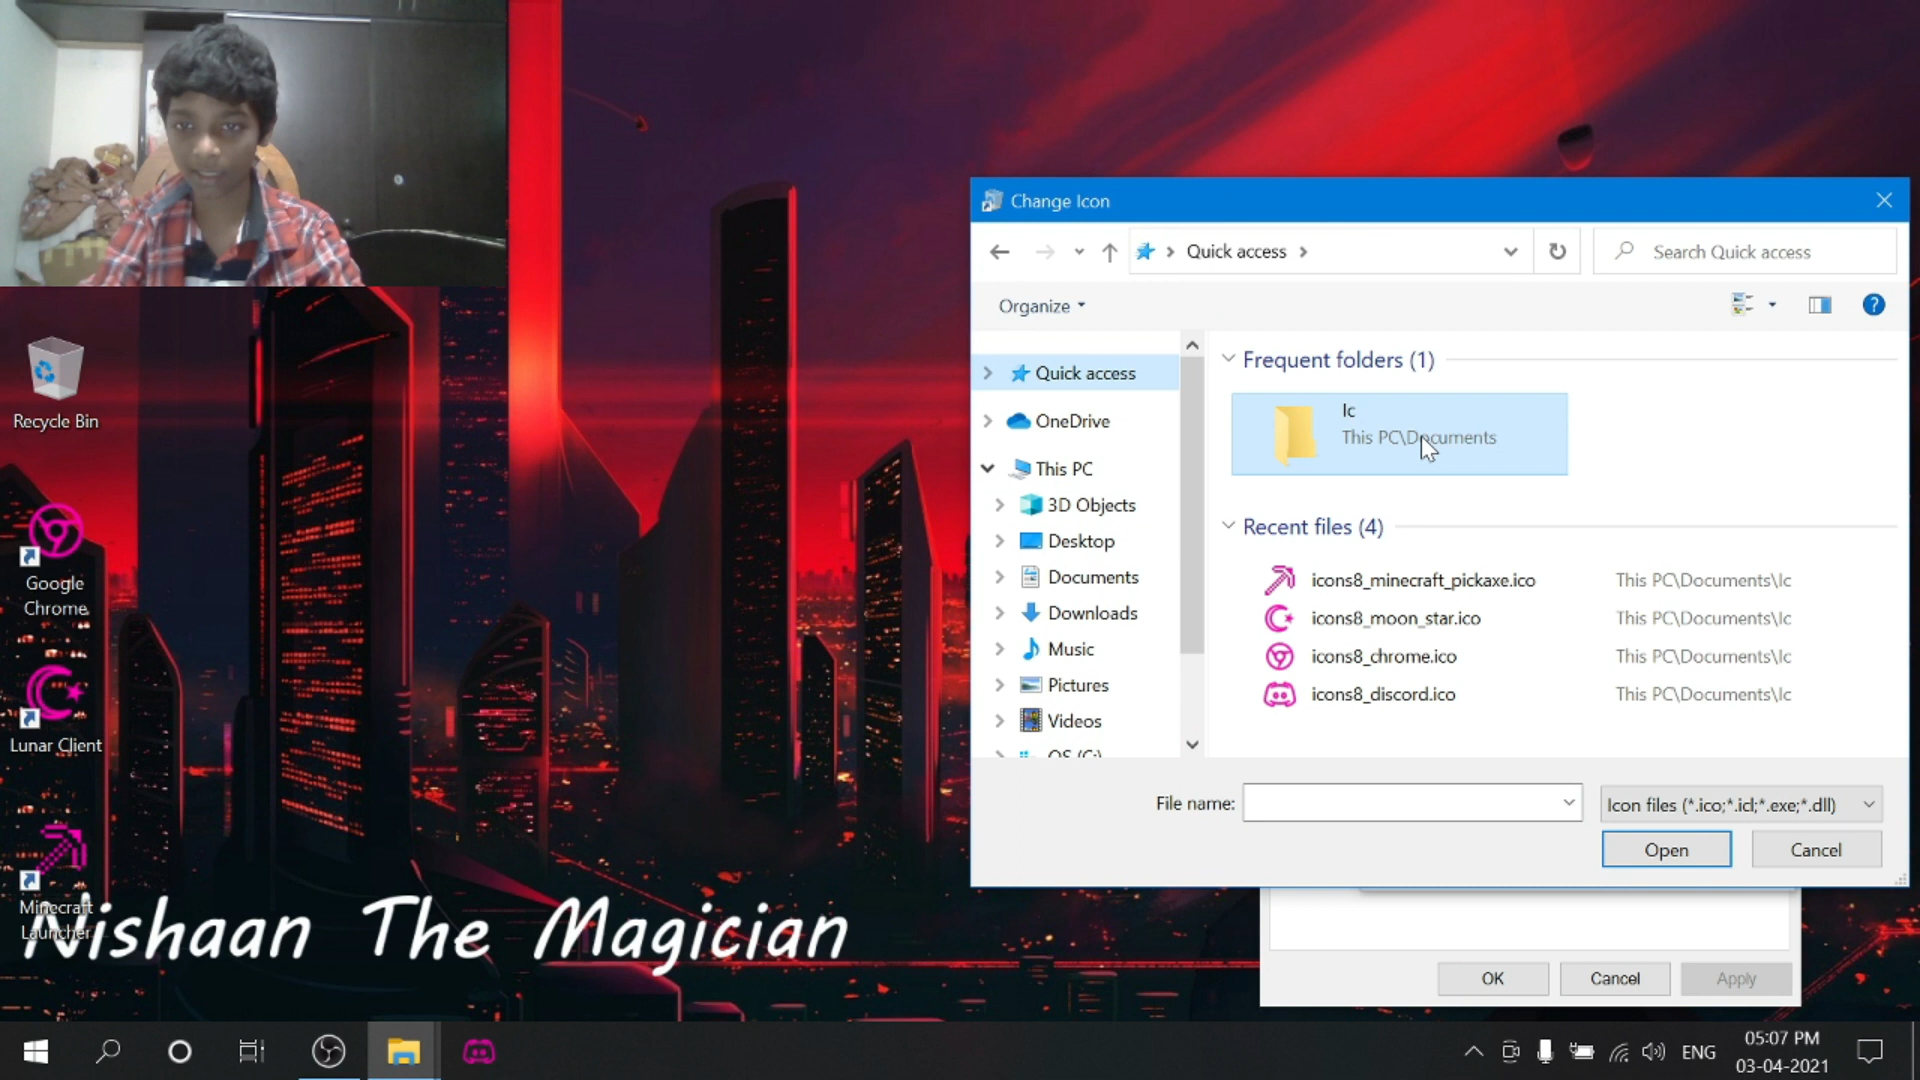 Change Icon
Quick access
Search Quick access
Organize
Quick access
OneDrive
This PC
3D Objects
Desktop
Documents
Downloads
Music
Pictures
Videos
OS (C:)
Frequent folders (1)
Ic
This PC\Documents
Recent files (4)
icons8_minecraft_pickaxe.ico This PC\Documents\Ic
icons8_moon_star.ico This PC\Documents\Ic
icons8_chrome.ico This PC\Documents\Ic
icons8_discord.ico This PC\Documents\Ic
File name:
Icon files (*.ico;*.icl;*.exe;*.dll)
Open
Cancel
OK
Cancel
Apply
Recycle Bin
Google
Chrome
Lunar Client
Minecraft
Launcher
Nishaan The Magician
ENG
05:07 PM
03-04-2021